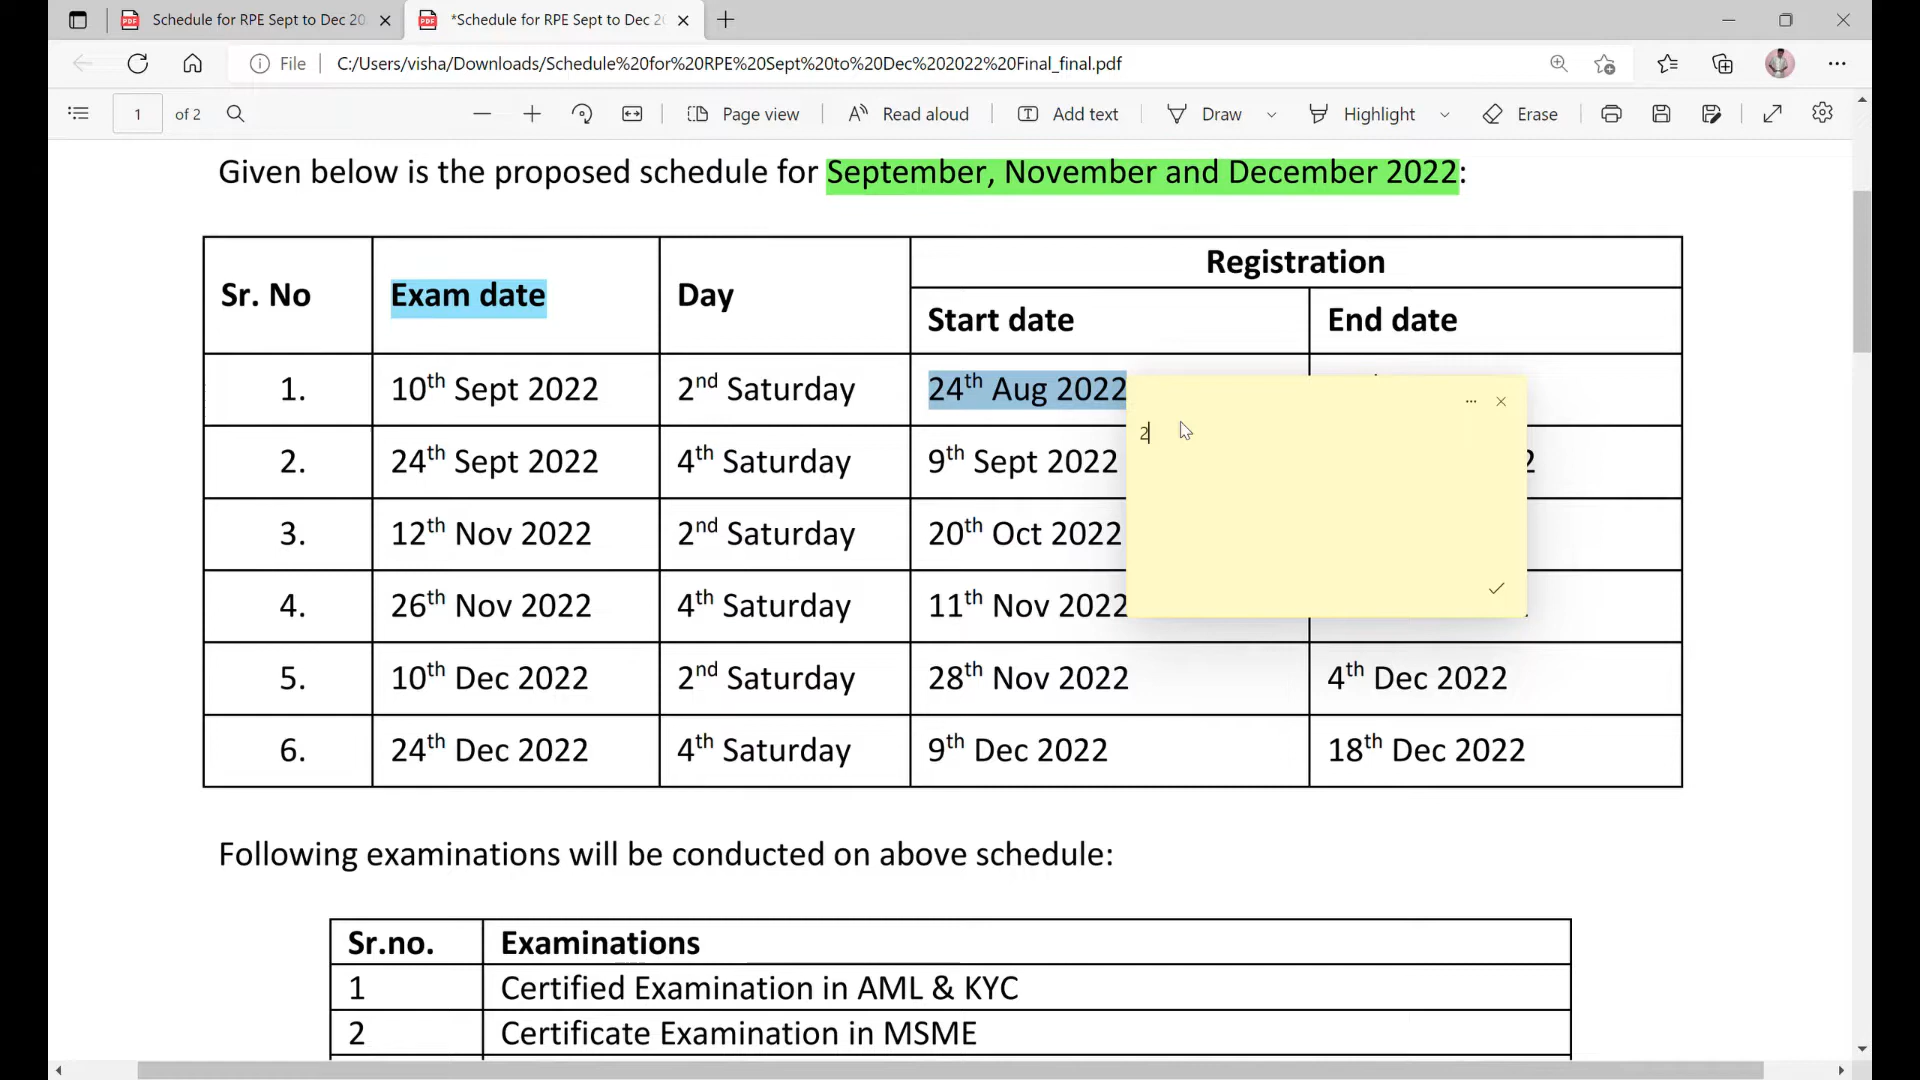 Schedule for RPE Sept to Dec 20
*Schedule for RPE Sept to Dec 2
File
C:/Users/visha/Downloads/Schedule%20for%20RPE%20Sept%20to%20Dec%202022%20Final_final.pdf
1 of 2
Page view
Read aloud
Add text
Draw
Highlight
Erase
Given below is the proposed schedule for September, November and December 2022:
Sr. No Exam date Day Registration
Start date End date
1. 10th Sept 2022 2nd Saturday 24th Aug 2022
2
2. 24th Sept 2022 4th Saturday 9th Sept 2022
3. 12th Nov 2022 2nd Saturday 20th Oct 2022
4. 26th Nov 2022 4th Saturday 11th Nov 2022
5. 10th Dec 2022 2nd Saturday 28th Nov 2022 4th Dec 2022
6. 24th Dec 2022 4th Saturday 9th Dec 2022 18th Dec 2022
Following examinations will be conducted on above schedule:
Sr.no. Examinations
1 Certified Examination in AML & KYC
2 Certificate Examination in MSME